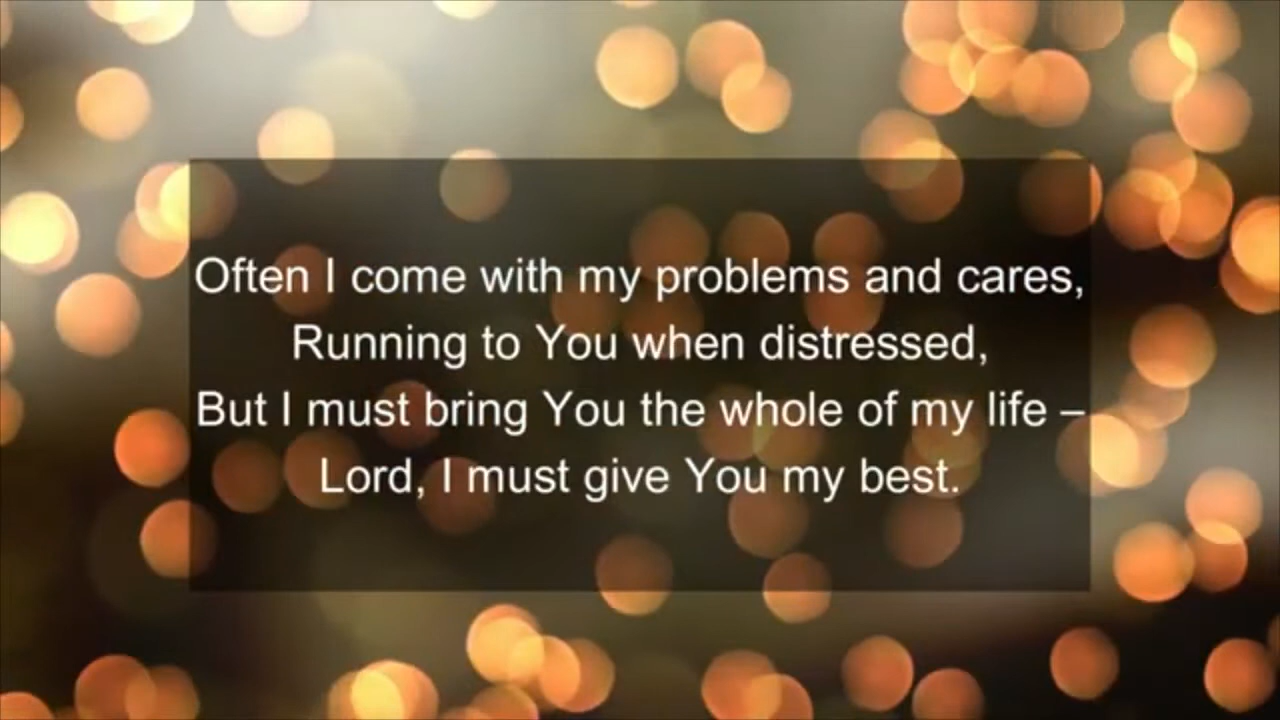 Often I come with my problems and cares,
Running to You when distressed,
But I must bring You the whole of my life –
Lord, I must give You my best.